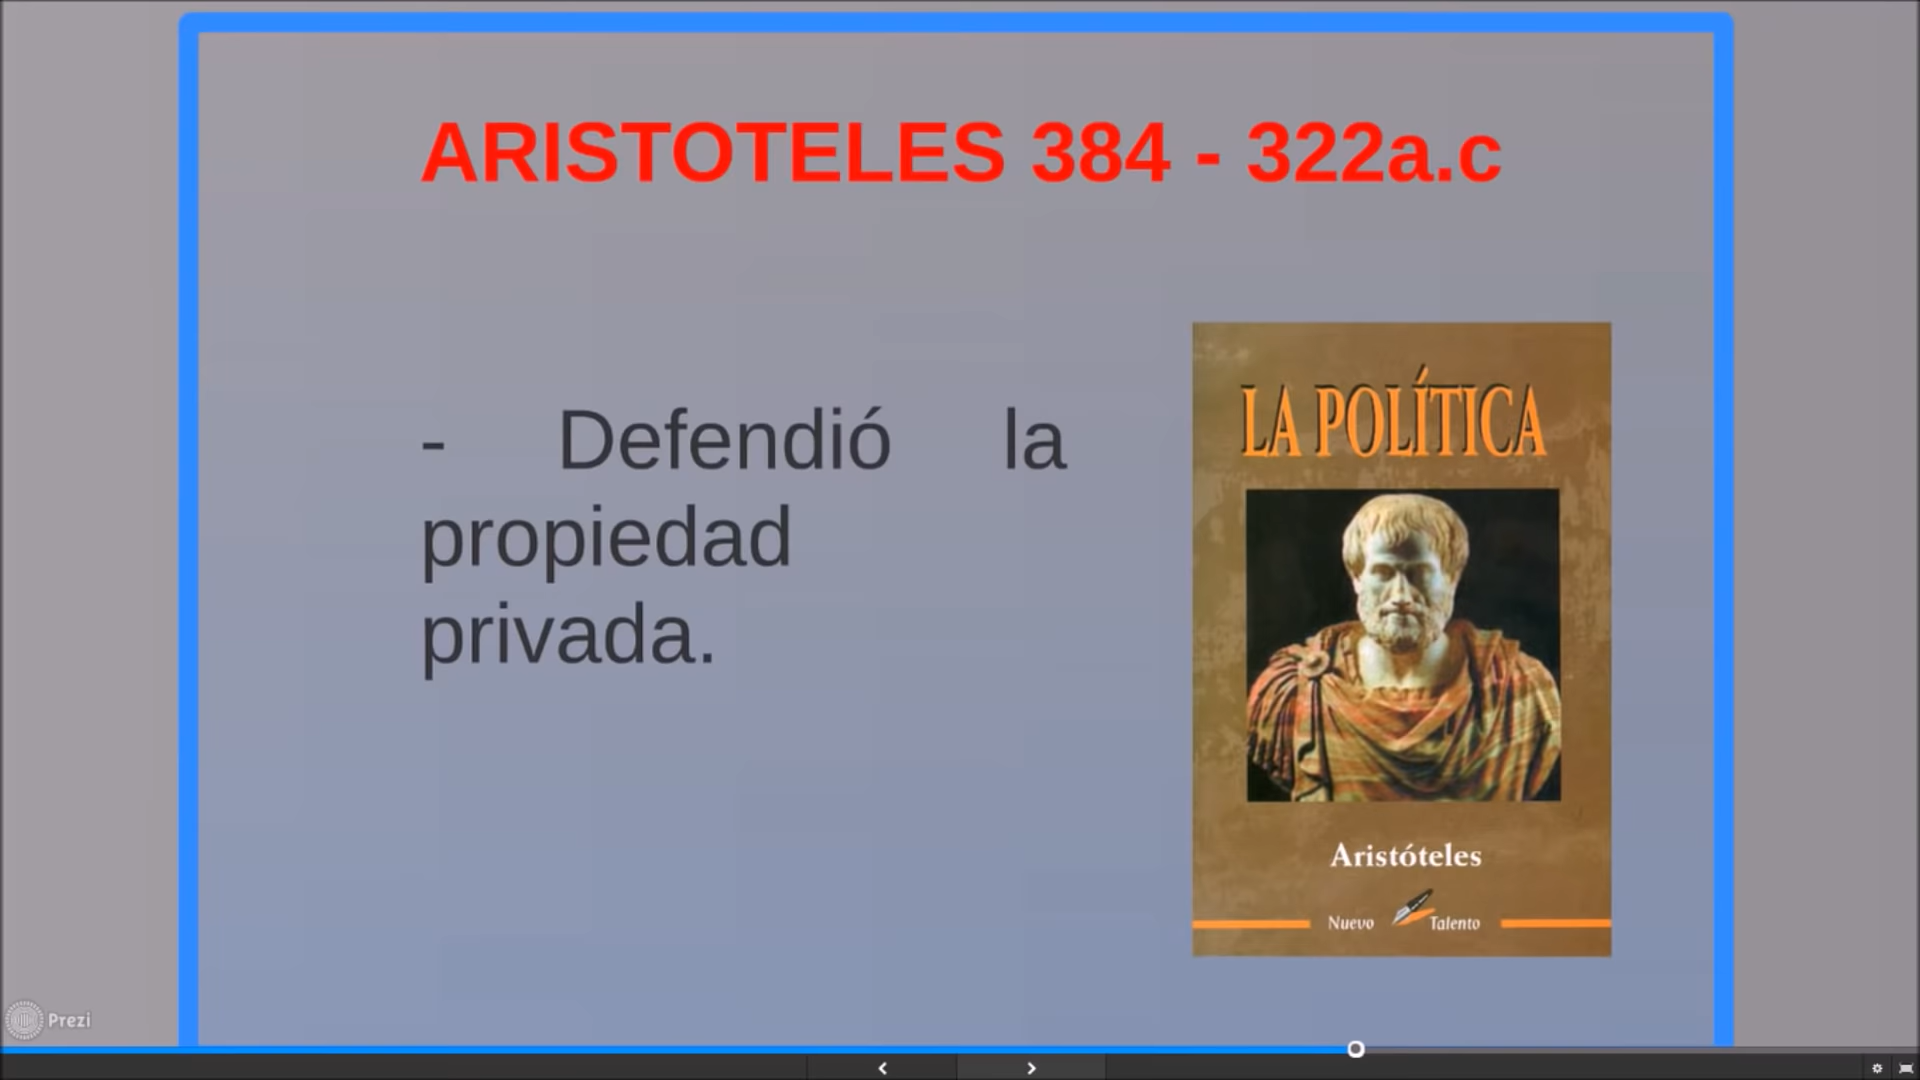 ARISTOTELES 384 - 322a.c
- Defendió la
propiedad
privada.
LA POLÍTICA
Aristóteles
Nuevo Talento
Prezi